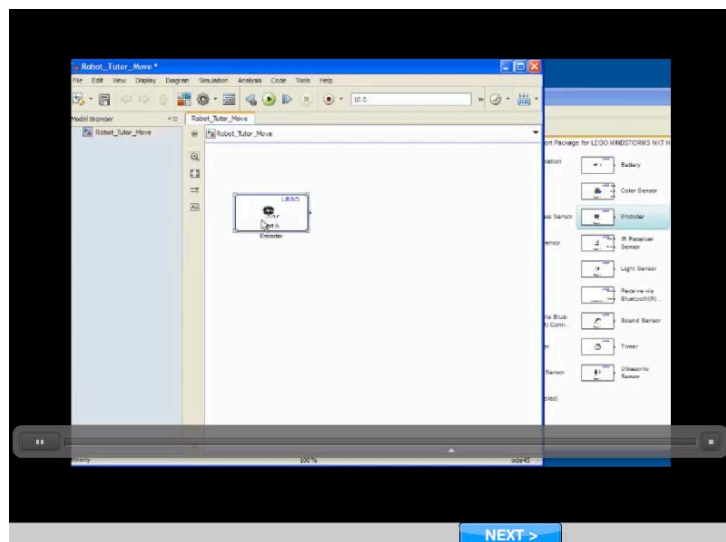 Robot_Tutor_Move *
File Edit View Display Diagram Simulation Analysis Code Tools Help
10.0
Model Browser
Robot_Tutor_Move
Robot_Tutor_Move
Robot_Tutor_Move
LEGO
Encoder
ort Package for LEGO MINDSTORMS NXT H
Battery
Color Sensor
Encoder
IR Receiver
Sensor
Light Sensor
Receive via
Bluetooth(R)...
Sound Sensor
Timer
Ultrasonic
Sensor
Ready
100%
ode45
NEXT >